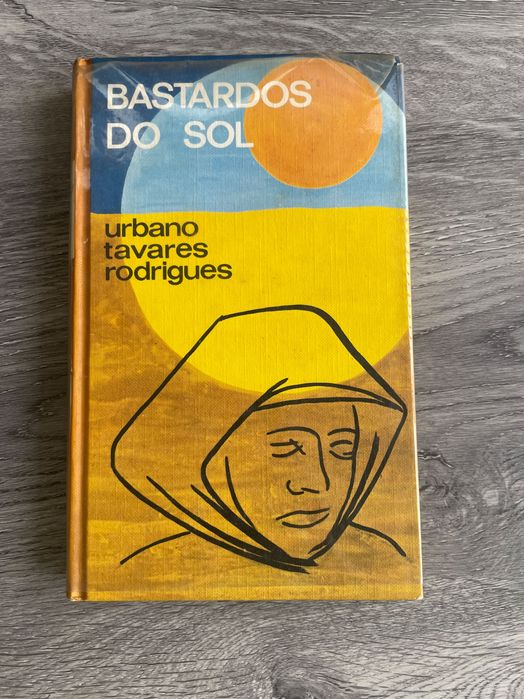 BASTARDOS
DO SOL
urbano
tavares
rodrigues